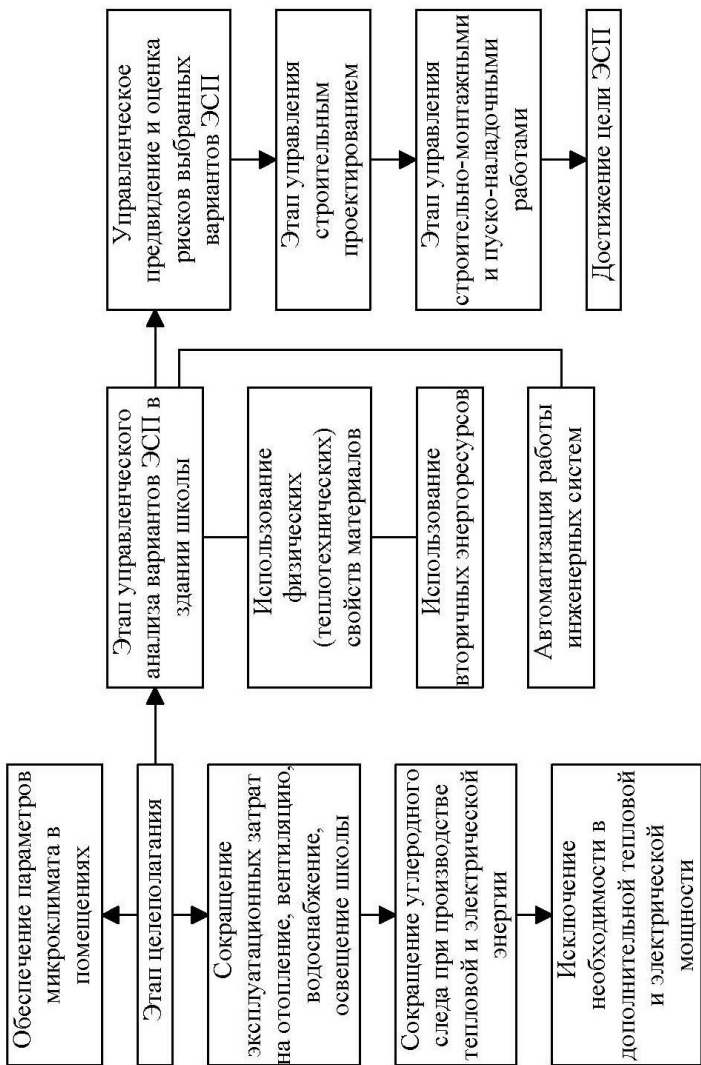 Обеспечение параметров
микроклимата в
помещениях
Этап целеполагания
Сокращение
эксплуатационных затрат
на отопление, вентиляцию,
водоснабжение,
освещение школы
Сокращение углеродного
следа при производстве
тепловой и электрической
энергии
Исключение
необходимости в
дополнительной тепловой
и электрической
мощности
Этап управленческого
анализа вариантов ЭСП в
здании школы
Использование
физических
(теплотехнических)
свойств материалов
Использование
вторичных энергоресурсов
Автоматизация работы
инженерных систем
Управленческое
предвидение и оценка
рисков выбранных
вариантов ЭСП
Этап управления
строительным
проектированием
Этап управления
строительно-монтажными
и пуско-наладочными
работами
Достижение цели ЭСП